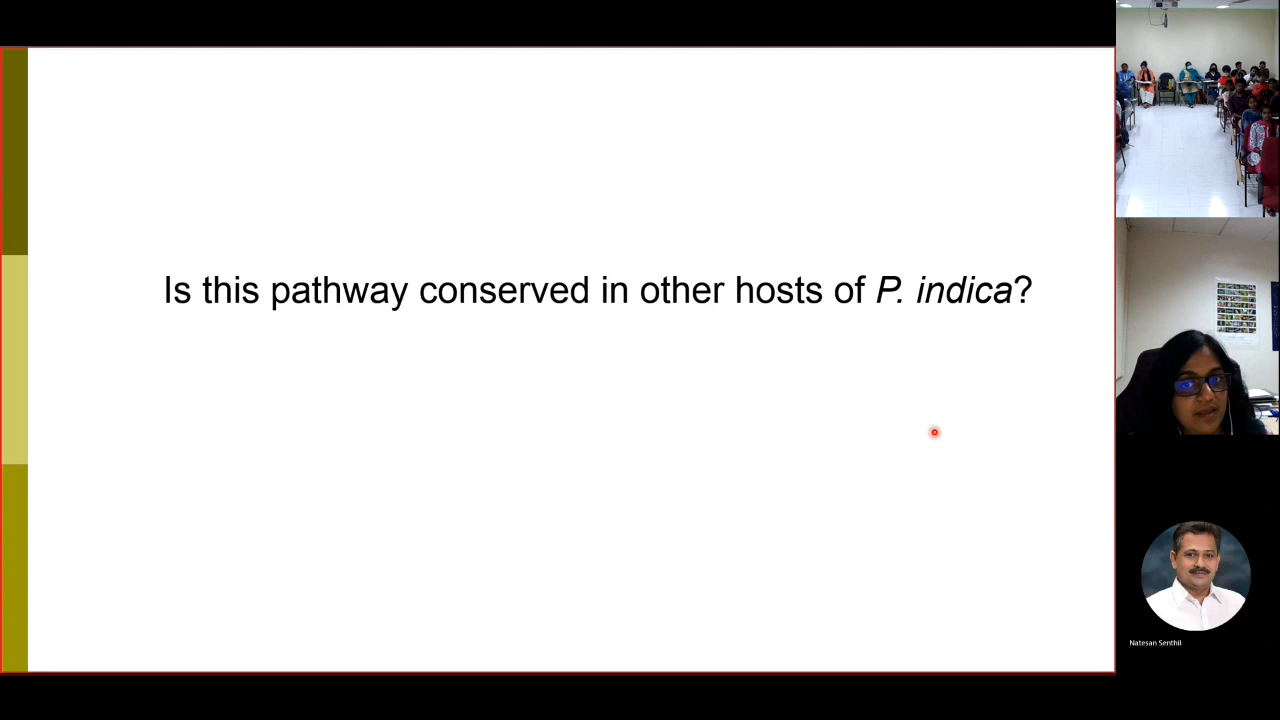 Is this pathway conserved in other hosts of P. indica?
Natesan Senthil